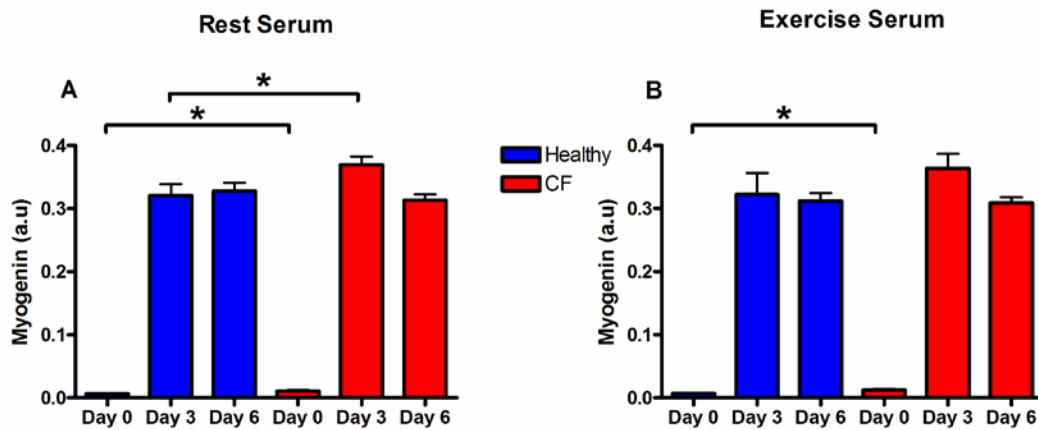 Rest Serum
Exercise Serum
A
*
*
B
*
Healthy
CF
Myogenin (a.u)
0.4
0.3
0.2
0.1
0.0
Day 0 Day 3 Day 6 Day 0 Day 3 Day 6
Myogenin (a.u)
0.4
0.3
0.2
0.1
0.0
Day 0 Day 3 Day 6 Day 0 Day 3 Day 6